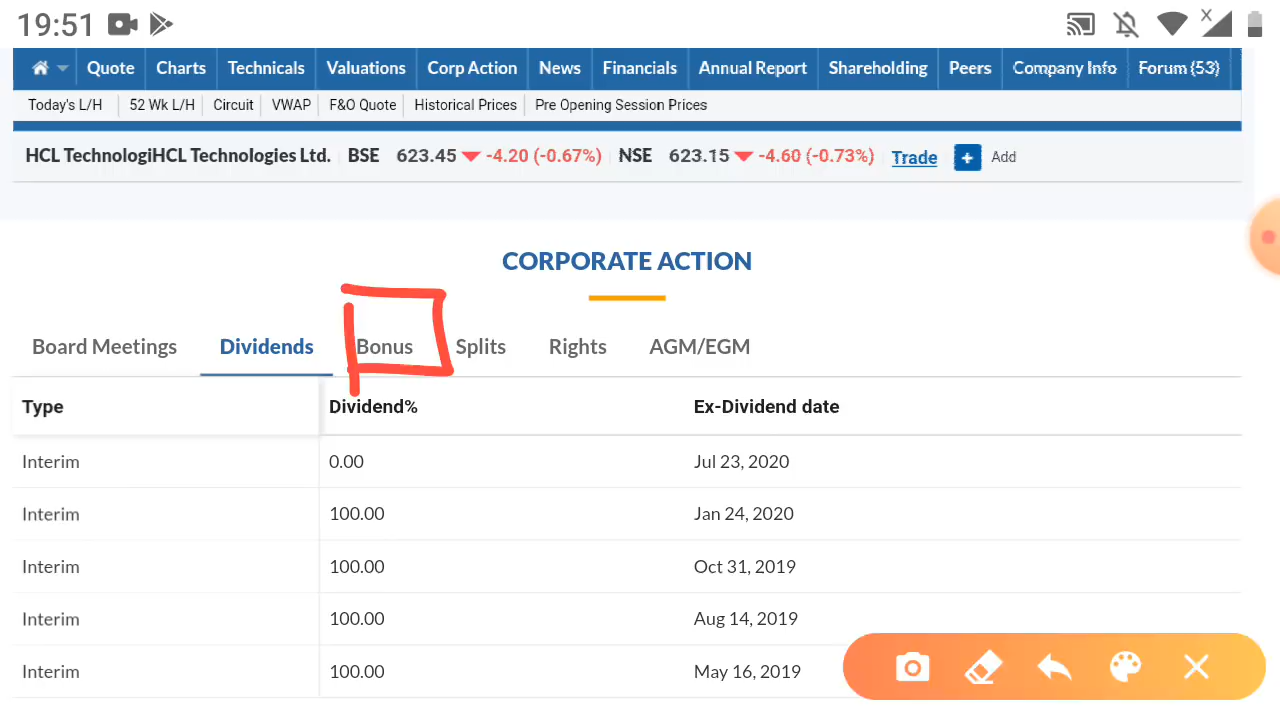 19:51
Quote Charts Technicals Valuations Corp Action News Financials Annual Report Shareholding Peers Company Info Forum (53)
Today's L/H 52 Wk L/H Circuit VWAP F&O Quote Historical Prices Pre Opening Session Prices
HCL TechnologiHCL Technologies Ltd. BSE 623.45 -4.20 (-0.67%) NSE 623.15 -4.60 (-0.73%) Trade + Add
CORPORATE ACTION
Board Meetings Dividends Bonus Splits Rights AGM/EGM
Type Dividend% Ex-Dividend date
Interim 0.00 Jul 23, 2020
Interim 100.00 Jan 24, 2020
Interim 100.00 Oct 31, 2019
Interim 100.00 Aug 14, 2019
Interim 100.00 May 16, 2019